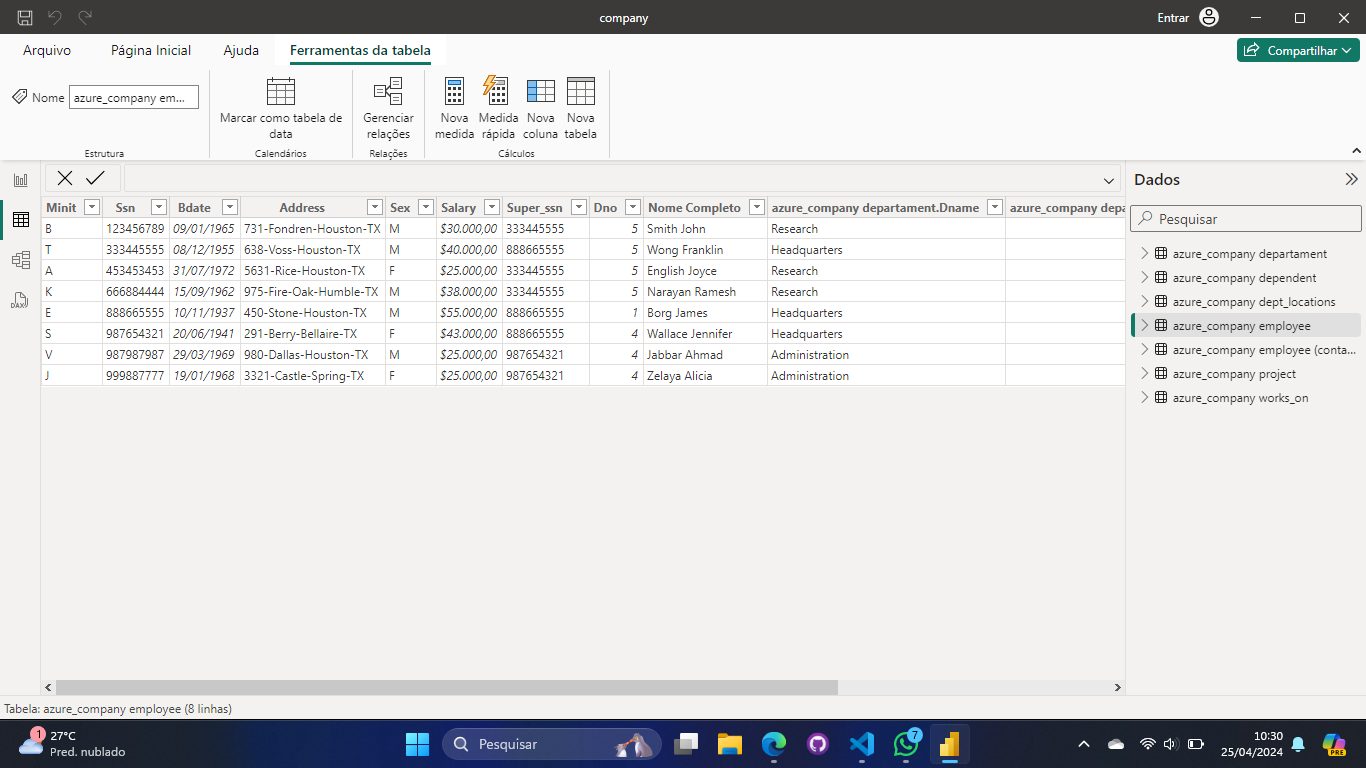 company
Entrar
Arquivo Página Inicial Ajuda Ferramentas da tabela
Compartilhar
Nome azure_company em...
Marcar como tabela de data
Gerenciar relações
Nova medida
Medida rápida
Nova coluna
Nova tabela
Estrutura Calendários Relações Cálculos
Minit Ssn Bdate Address Sex Salary Super_ssn Dno Nome Completo azure_company departament.Dname azure_company depa
B 123456789 09/01/1965 731-Fondren-Houston-TX M $30.000,00 333445555 5 Smith John Research
T 333445555 08/12/1955 638-Voss-Houston-TX M $40.000,00 888665555 5 Wong Franklin Headquarters
A 453453453 31/07/1972 5631-Rice-Houston-TX F $25.000,00 333445555 5 English Joyce Research
K 666884444 15/09/1962 975-Fire-Oak-Humble-TX M $38.000,00 333445555 5 Narayan Ramesh Research
E 888665555 10/11/1937 450-Stone-Houston-TX M $55.000,00 888665555 1 Borg James Headquarters
S 987654321 20/06/1941 291-Berry-Bellaire-TX F $43.000,00 888665555 4 Wallace Jennifer Headquarters
V 987987987 29/03/1969 980-Dallas-Houston-TX M $25.000,00 987654321 4 Jabbar Ahmad Administration
J 999887777 19/01/1968 3321-Castle-Spring-TX F $25.000,00 987654321 4 Zelaya Alicia Administration
Dados
Pesquisar
azure_company departament
azure_company dependent
azure_company dept_locations
azure_company employee
azure_company employee (conta...
azure_company project
azure_company works_on
DAX
Tabela: azure_company employee (8 linhas)
1
27°C
Pred. nublado
Pesquisar
7
10:30
25/04/2024
PRE